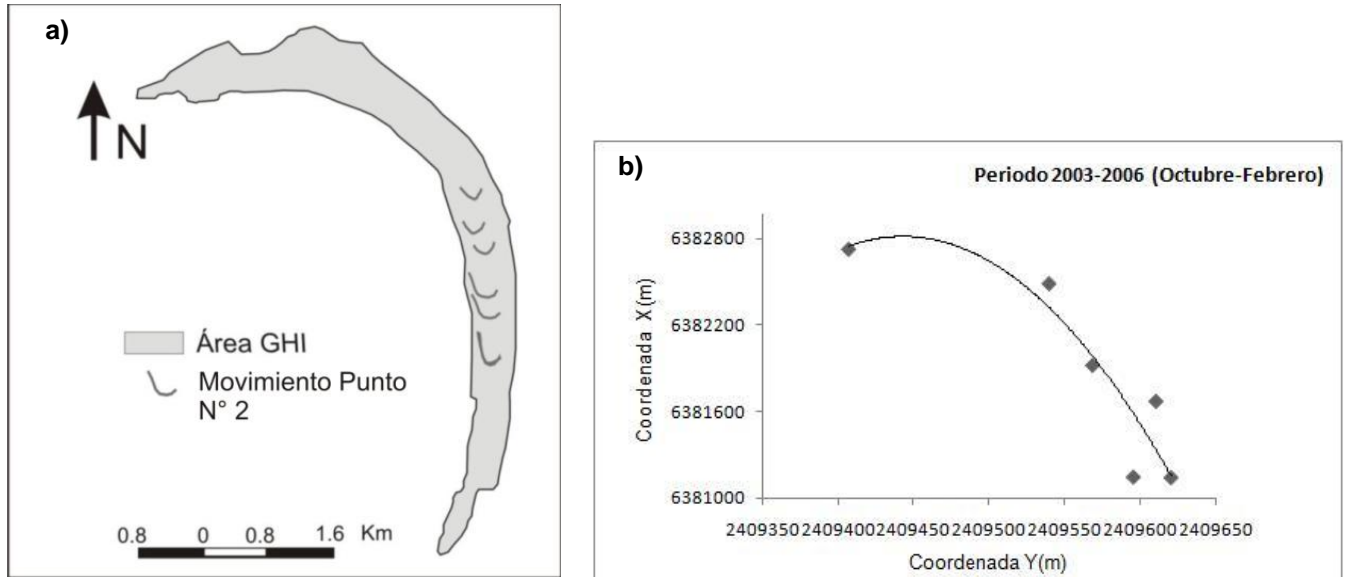 a)
N
Área GHI
Movimiento Punto
N° 2
0.8 0 0.8 1.6 Km
b)
Periodo 2003-2006 (Octubre-Febrero)
Coordenada X(m)
6382800
6382200
6381600
6381000
2409350 2409400 2409450 2409500 2409550 2409600 2409650
Coordenada Y(m)